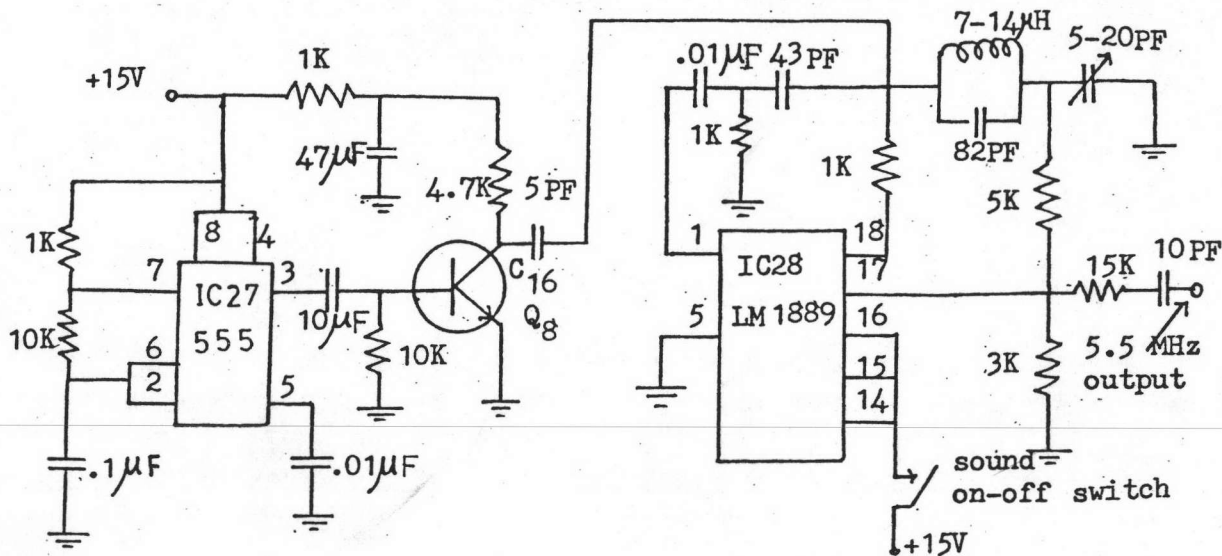 7-14µH
5-20PF
.01µF
43PF
1K
+15V
47µF
1K
82PF
4.7K
5PF
1K
5K
1K
8
4
7
3
1
18
17
10PF
IC27
555
C16
Q8
IC28
LM1889
15K
10K
6
2
5
10µF
10K
5
16
15
14
3K
5.5 MHz
output
.1µF
.01µF
sound
on-off switch
+15V